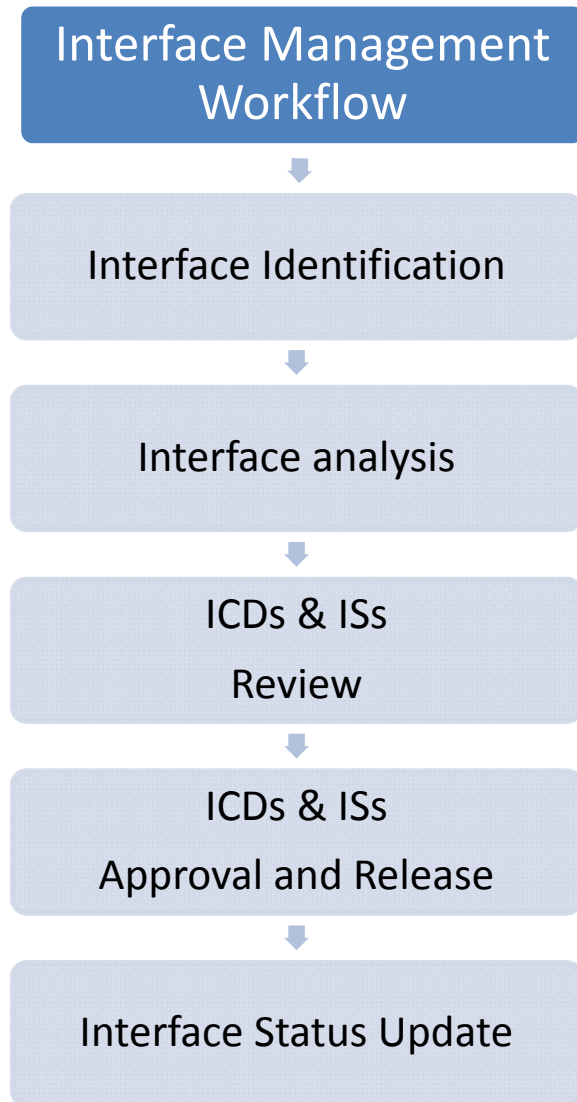 Interface Management
Workflow
Interface Identification
Interface analysis
ICDs & ISs
Review
ICDs & ISs
Approval and Release
Interface Status Update